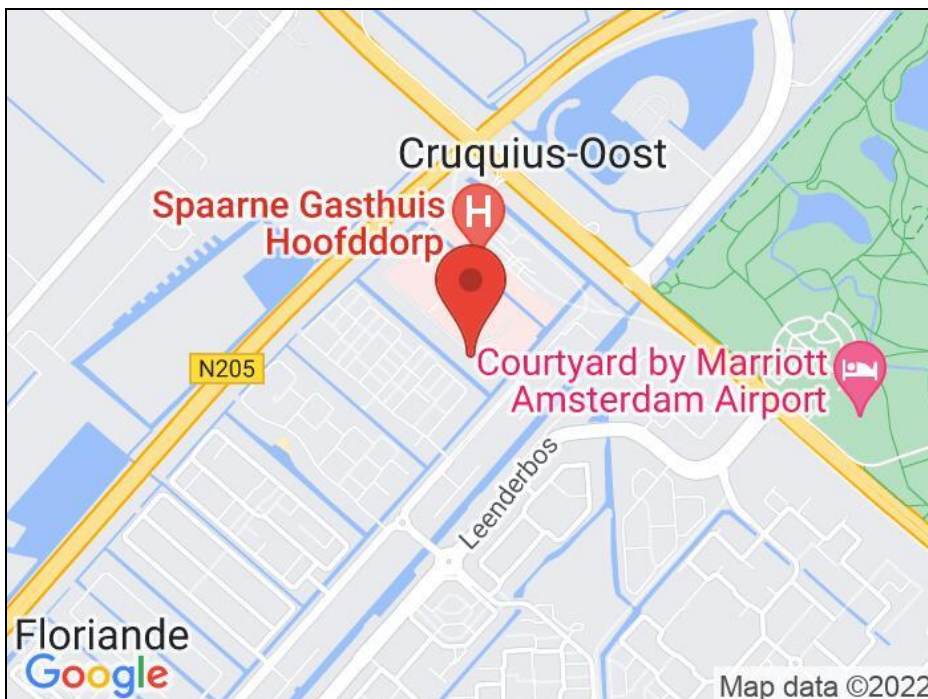 Cruquius-Oost
Spaarne Gasthuis
Hoofddorp
H
N205
Courtyard by Marriott
Amsterdam Airport
Leenderbos
Floriande
Google
Map data ©2022